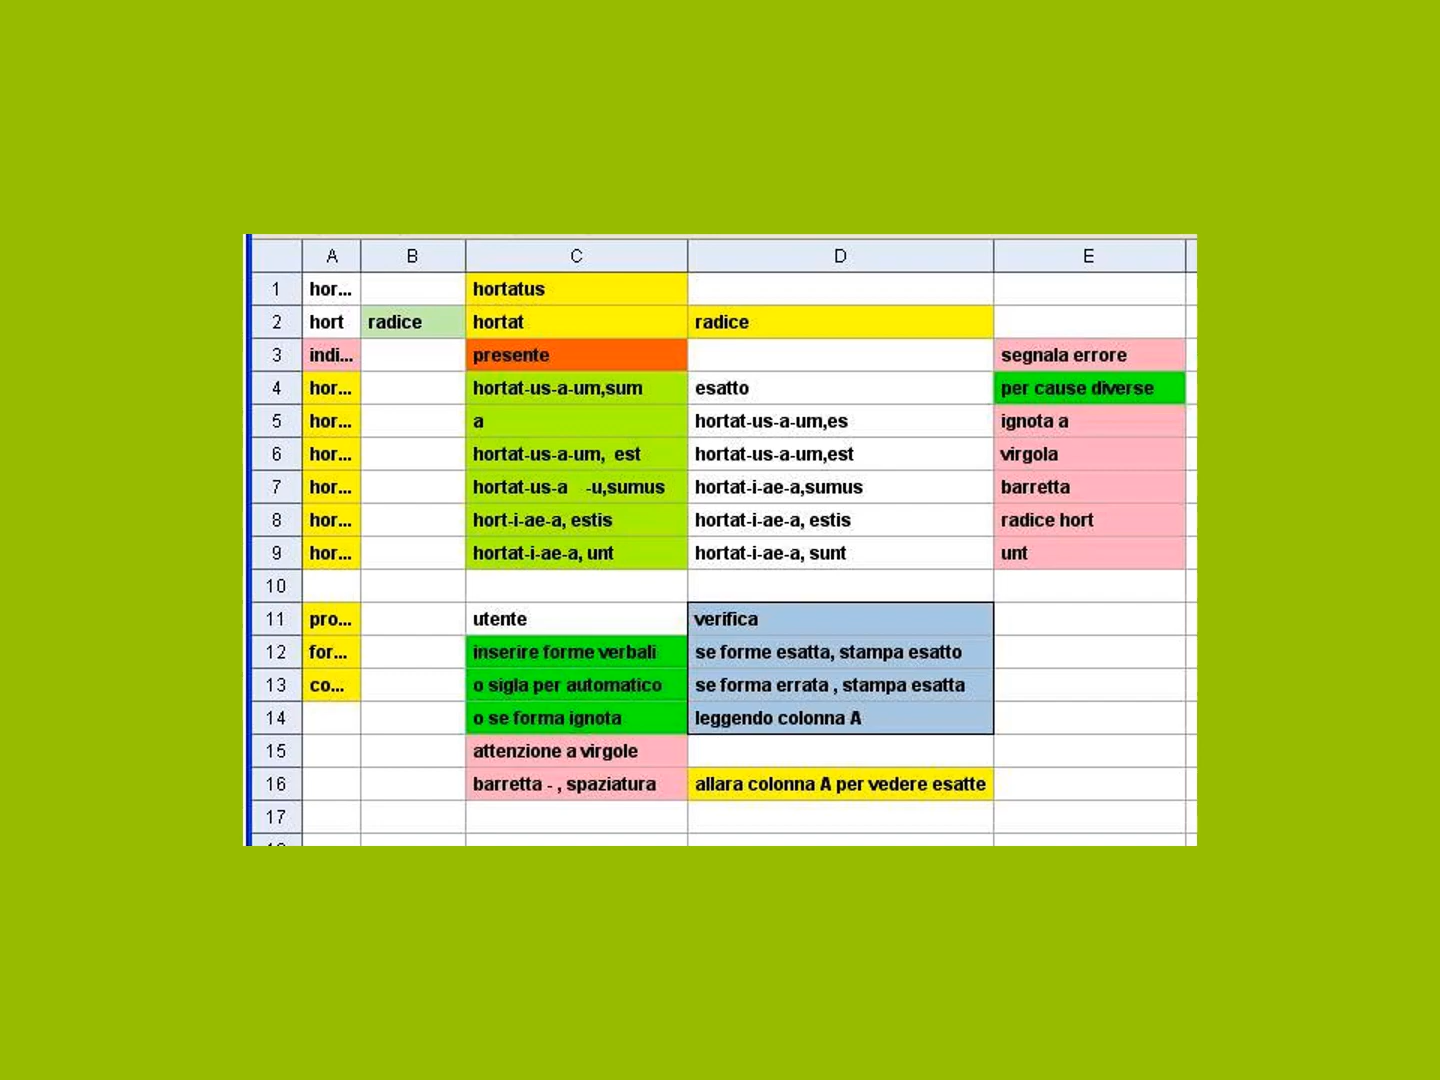 A B C D E
1 hor... hortatus
2 hort radice hortat radice
3 indi... presente segnala errore
4 hor... hortat-us-a-um,sum esatto per cause diverse
5 hor... a hortat-us-a-um,es ignota a
6 hor... hortat-us-a-um, est hortat-us-a-um,est virgola
7 hor... hortat-us-a -u,sumus hortat-i-ae-a,sumus barretta
8 hor... hort-i-ae-a, estis hortat-i-ae-a, estis radice hort
9 hor... hortat-i-ae-a, unt hortat-i-ae-a, sunt unt
10
11 pro... utente verifica
12 for... inserire forme verbali se forme esatta, stampa esatto
13 co... o sigla per automatico se forma errata , stampa esatta
14 o se forma ignota leggendo colonna A
15 attenzione a virgole
16 barretta - , spaziatura allara colonna A per vedere esatte
17